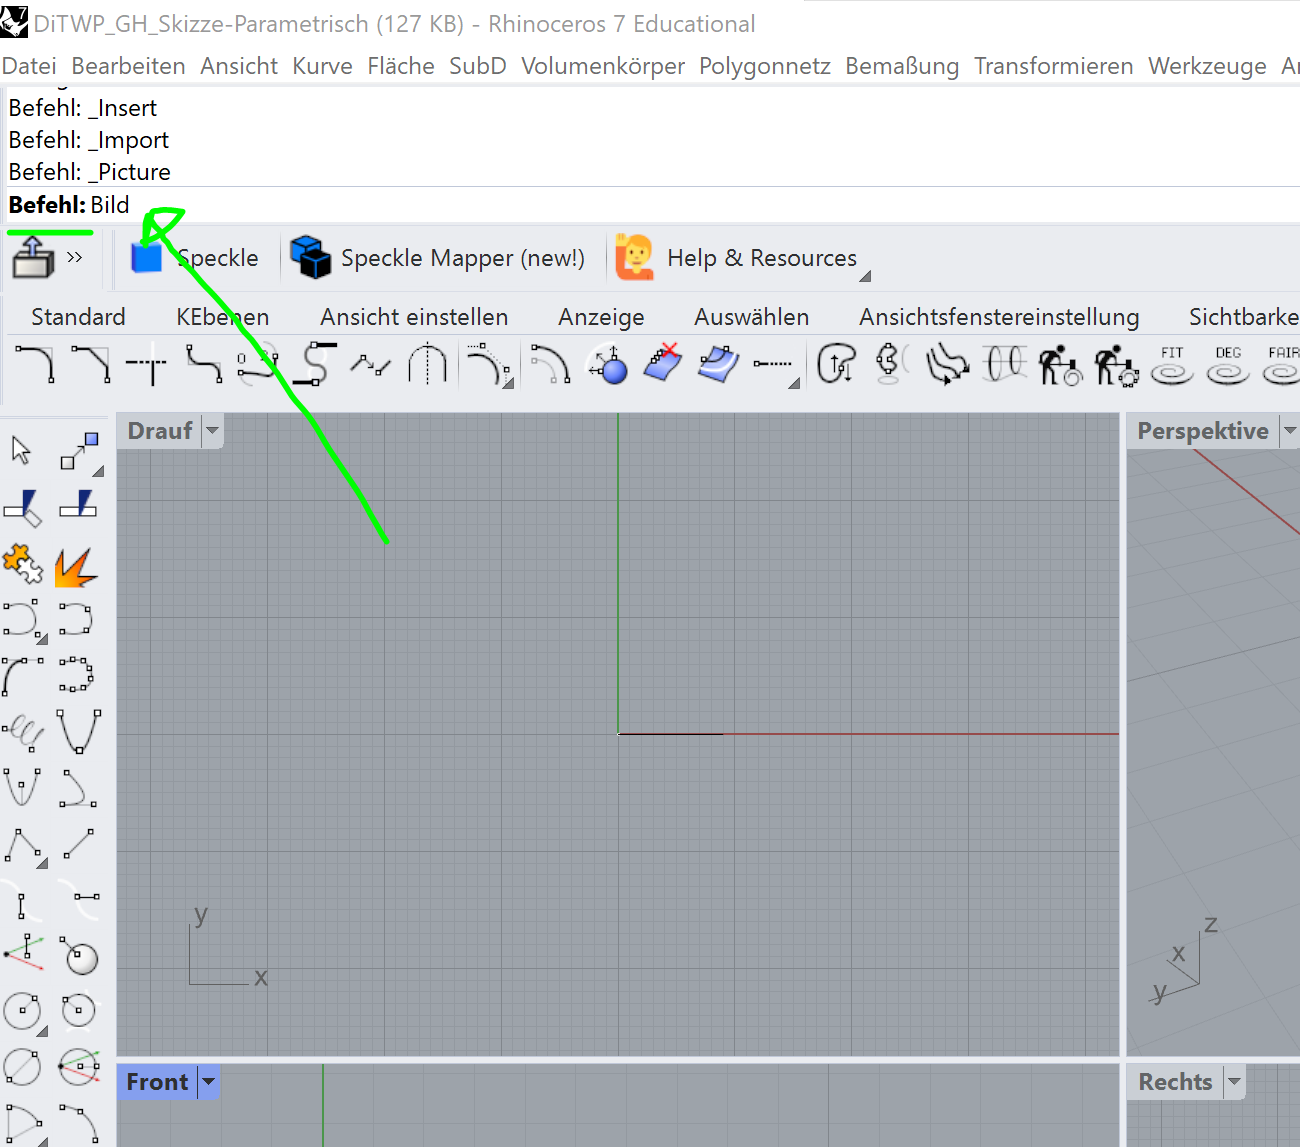 7 DiTWP_GH_Skizze-Parametrisch (127 KB) - Rhinoceros 7 Educational
Datei Bearbeiten Ansicht Kurve Fläche SubD Volumenkörper Polygonnetz Bemaßung Transformieren Werkzeuge
Befehl: _Insert
Befehl: _Import
Befehl: _Picture
Befehl: Bild
>> Speckle Speckle Mapper (new!) Help & Resources
Standard KEbenen Ansicht einstellen Anzeige Auswählen Ansichtsfenstereinstellung Sichtbarke
FIT DEG FAIR
Drauf Perspektive
y
x
z
x
y
Front Rechts